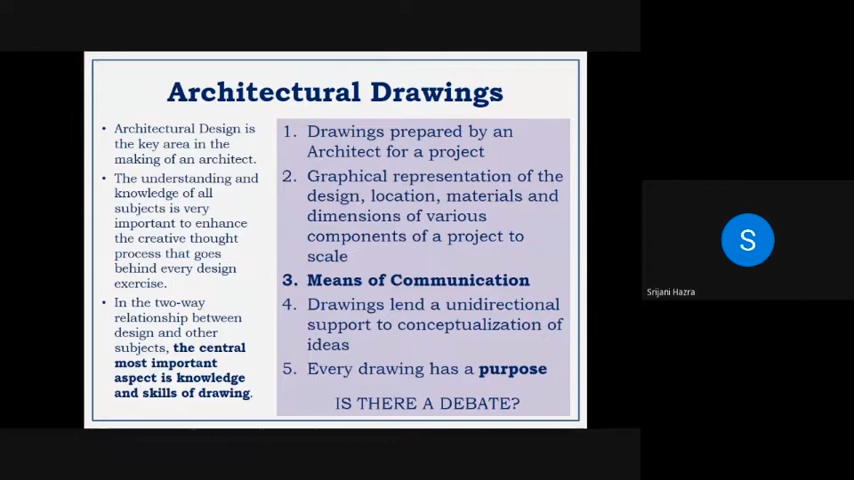 Architectural Drawings
• Architectural Design is
the key area in the
making of an architect.
• The understanding and
knowledge of all
subjects is very
important to enhance
the creative thought
process that goes
behind every design
exercise.
• In the two-way
relationship between
design and other
subjects, the central
most important
aspect is knowledge
and skills of drawing.
1. Drawings prepared by an
Architect for a project
2. Graphical representation of the
design, location, materials and
dimensions of various
components of a project to
scale
3. Means of Communication
4. Drawings lend a unidirectional
support to conceptualization of
ideas
5. Every drawing has a purpose
IS THERE A DEBATE?
S
Srijani Hazra